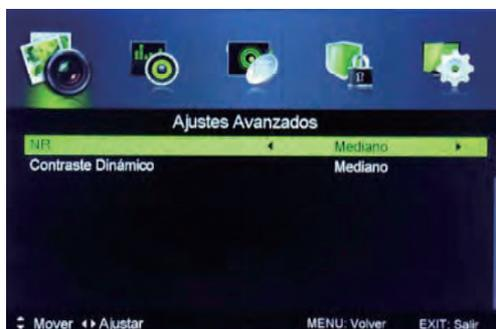 Ajustes Avanzados
NR Mediano
Contraste Dinámico Mediano
Mover Ajustar MENU: Volver EXIT: Salir